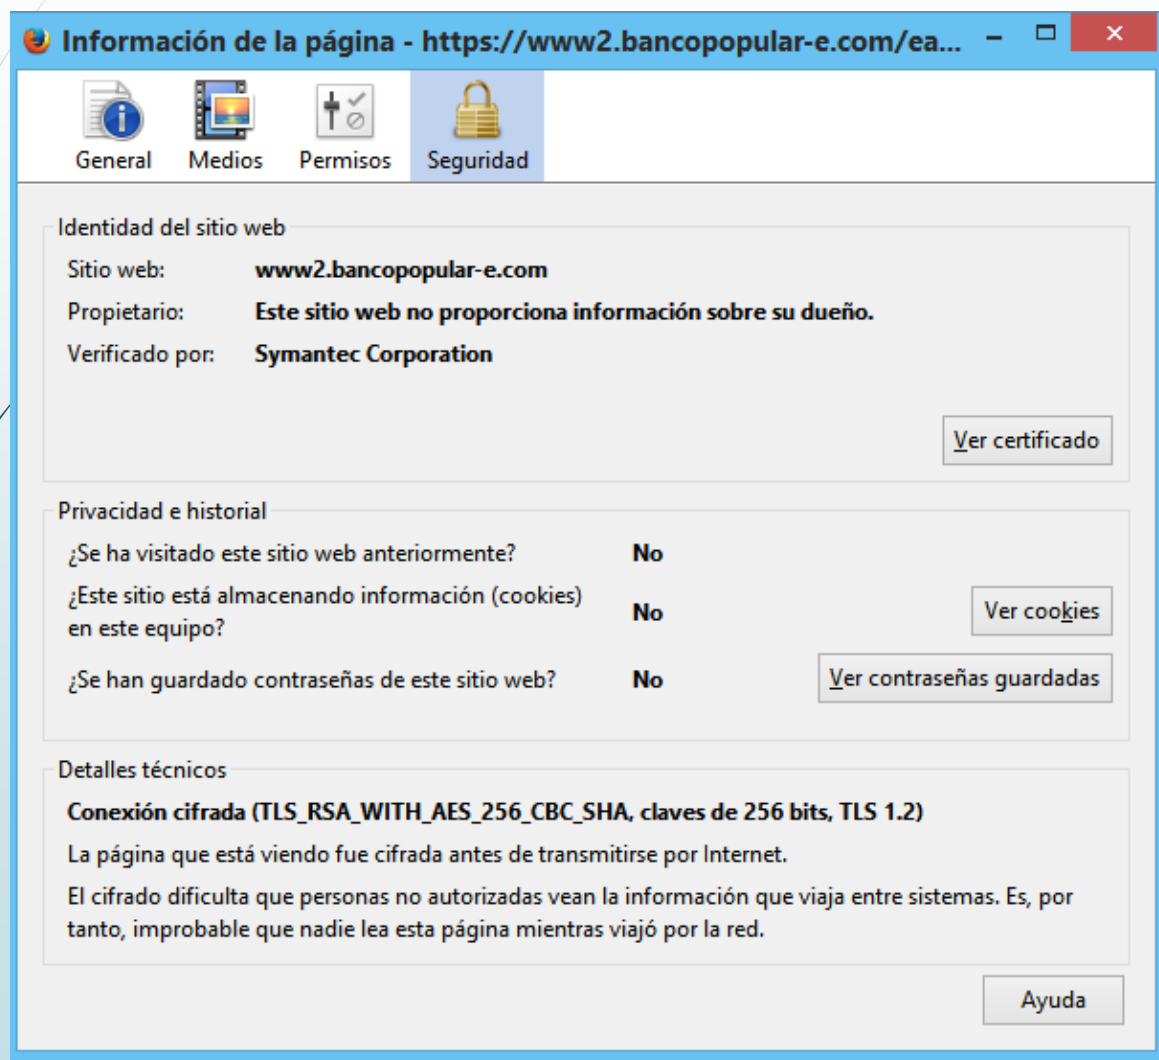 Información de la página - https://www2.bancopopular-e.com/ea...
General Medios Permisos Seguridad
Identidad del sitio web
Sitio web: www2.bancopopular-e.com
Propietario: Este sitio web no proporciona información sobre su dueño.
Verificado por: Symantec Corporation
Ver certificado
Privacidad e historial
¿Se ha visitado este sitio web anteriormente? No
¿Este sitio está almacenando información (cookies)
en este equipo? No Ver cookies
¿Se han guardado contraseñas de este sitio web? No Ver contraseñas guardadas
Detalles técnicos
Conexión cifrada (TLS_RSA_WITH_AES_256_CBC_SHA, claves de 256 bits, TLS 1.2)
La página que está viendo fue cifrada antes de transmitirse por Internet.
El cifrado dificulta que personas no autorizadas vean la información que viaja entre sistemas. Es, por
tanto, improbable que nadie lea esta página mientras viajó por la red.
Ayuda